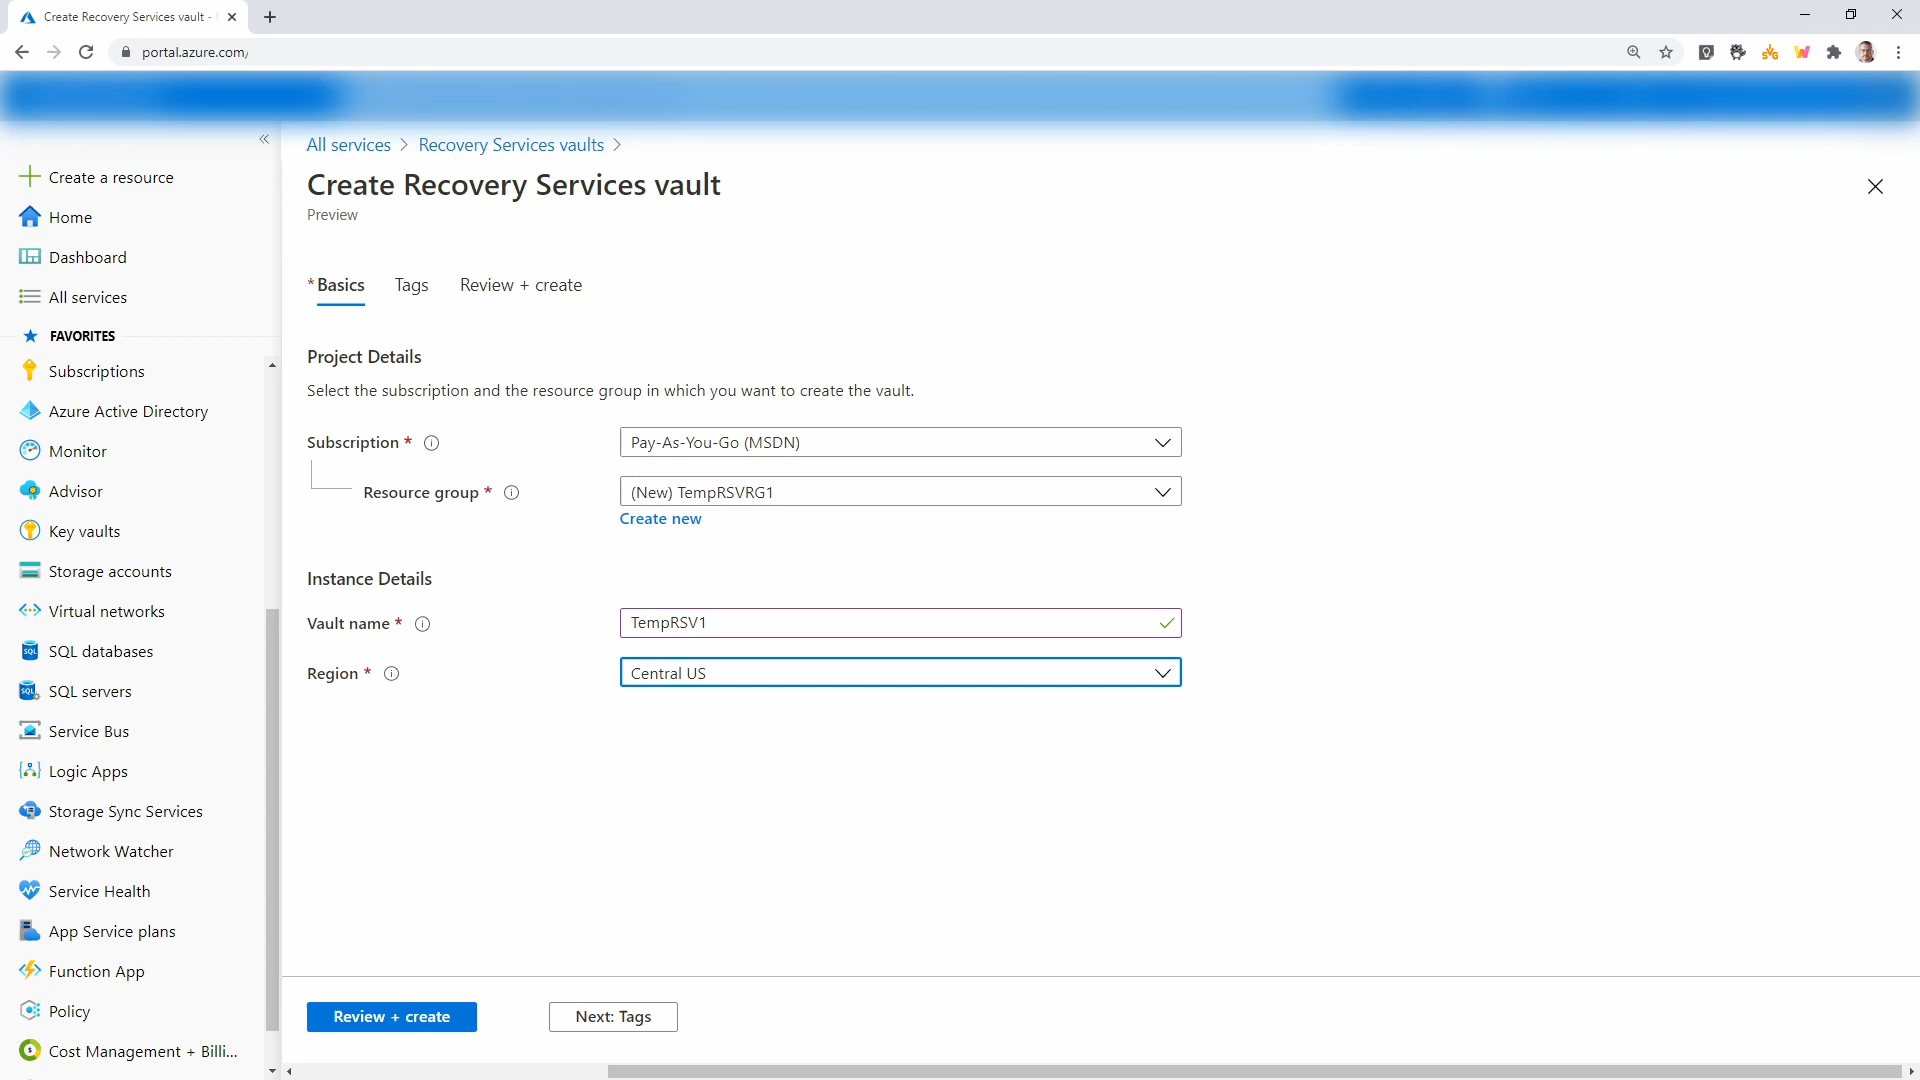 Create Recovery Services vault -
portal.azure.com/
All services > Recovery Services vaults >
Create a resource
Create Recovery Services vault
Home
Preview
Dashboard
All services
* Basics Tags Review + create
FAVORITES
Project Details
Subscriptions
Select the subscription and the resource group in which you want to create the vault.
Azure Active Directory
Subscription * Pay-As-You-Go (MSDN)
Monitor
Resource group * (New) TempRSVRG1
Advisor
Create new
Key vaults
Storage accounts
Instance Details
Virtual networks
Vault name * TempRSV1
SQL databases
Region * Central US
SQL servers
Service Bus
Logic Apps
Storage Sync Services
Network Watcher
Service Health
App Service plans
Function App
Policy
Review + create Next: Tags
Cost Management + Billi...